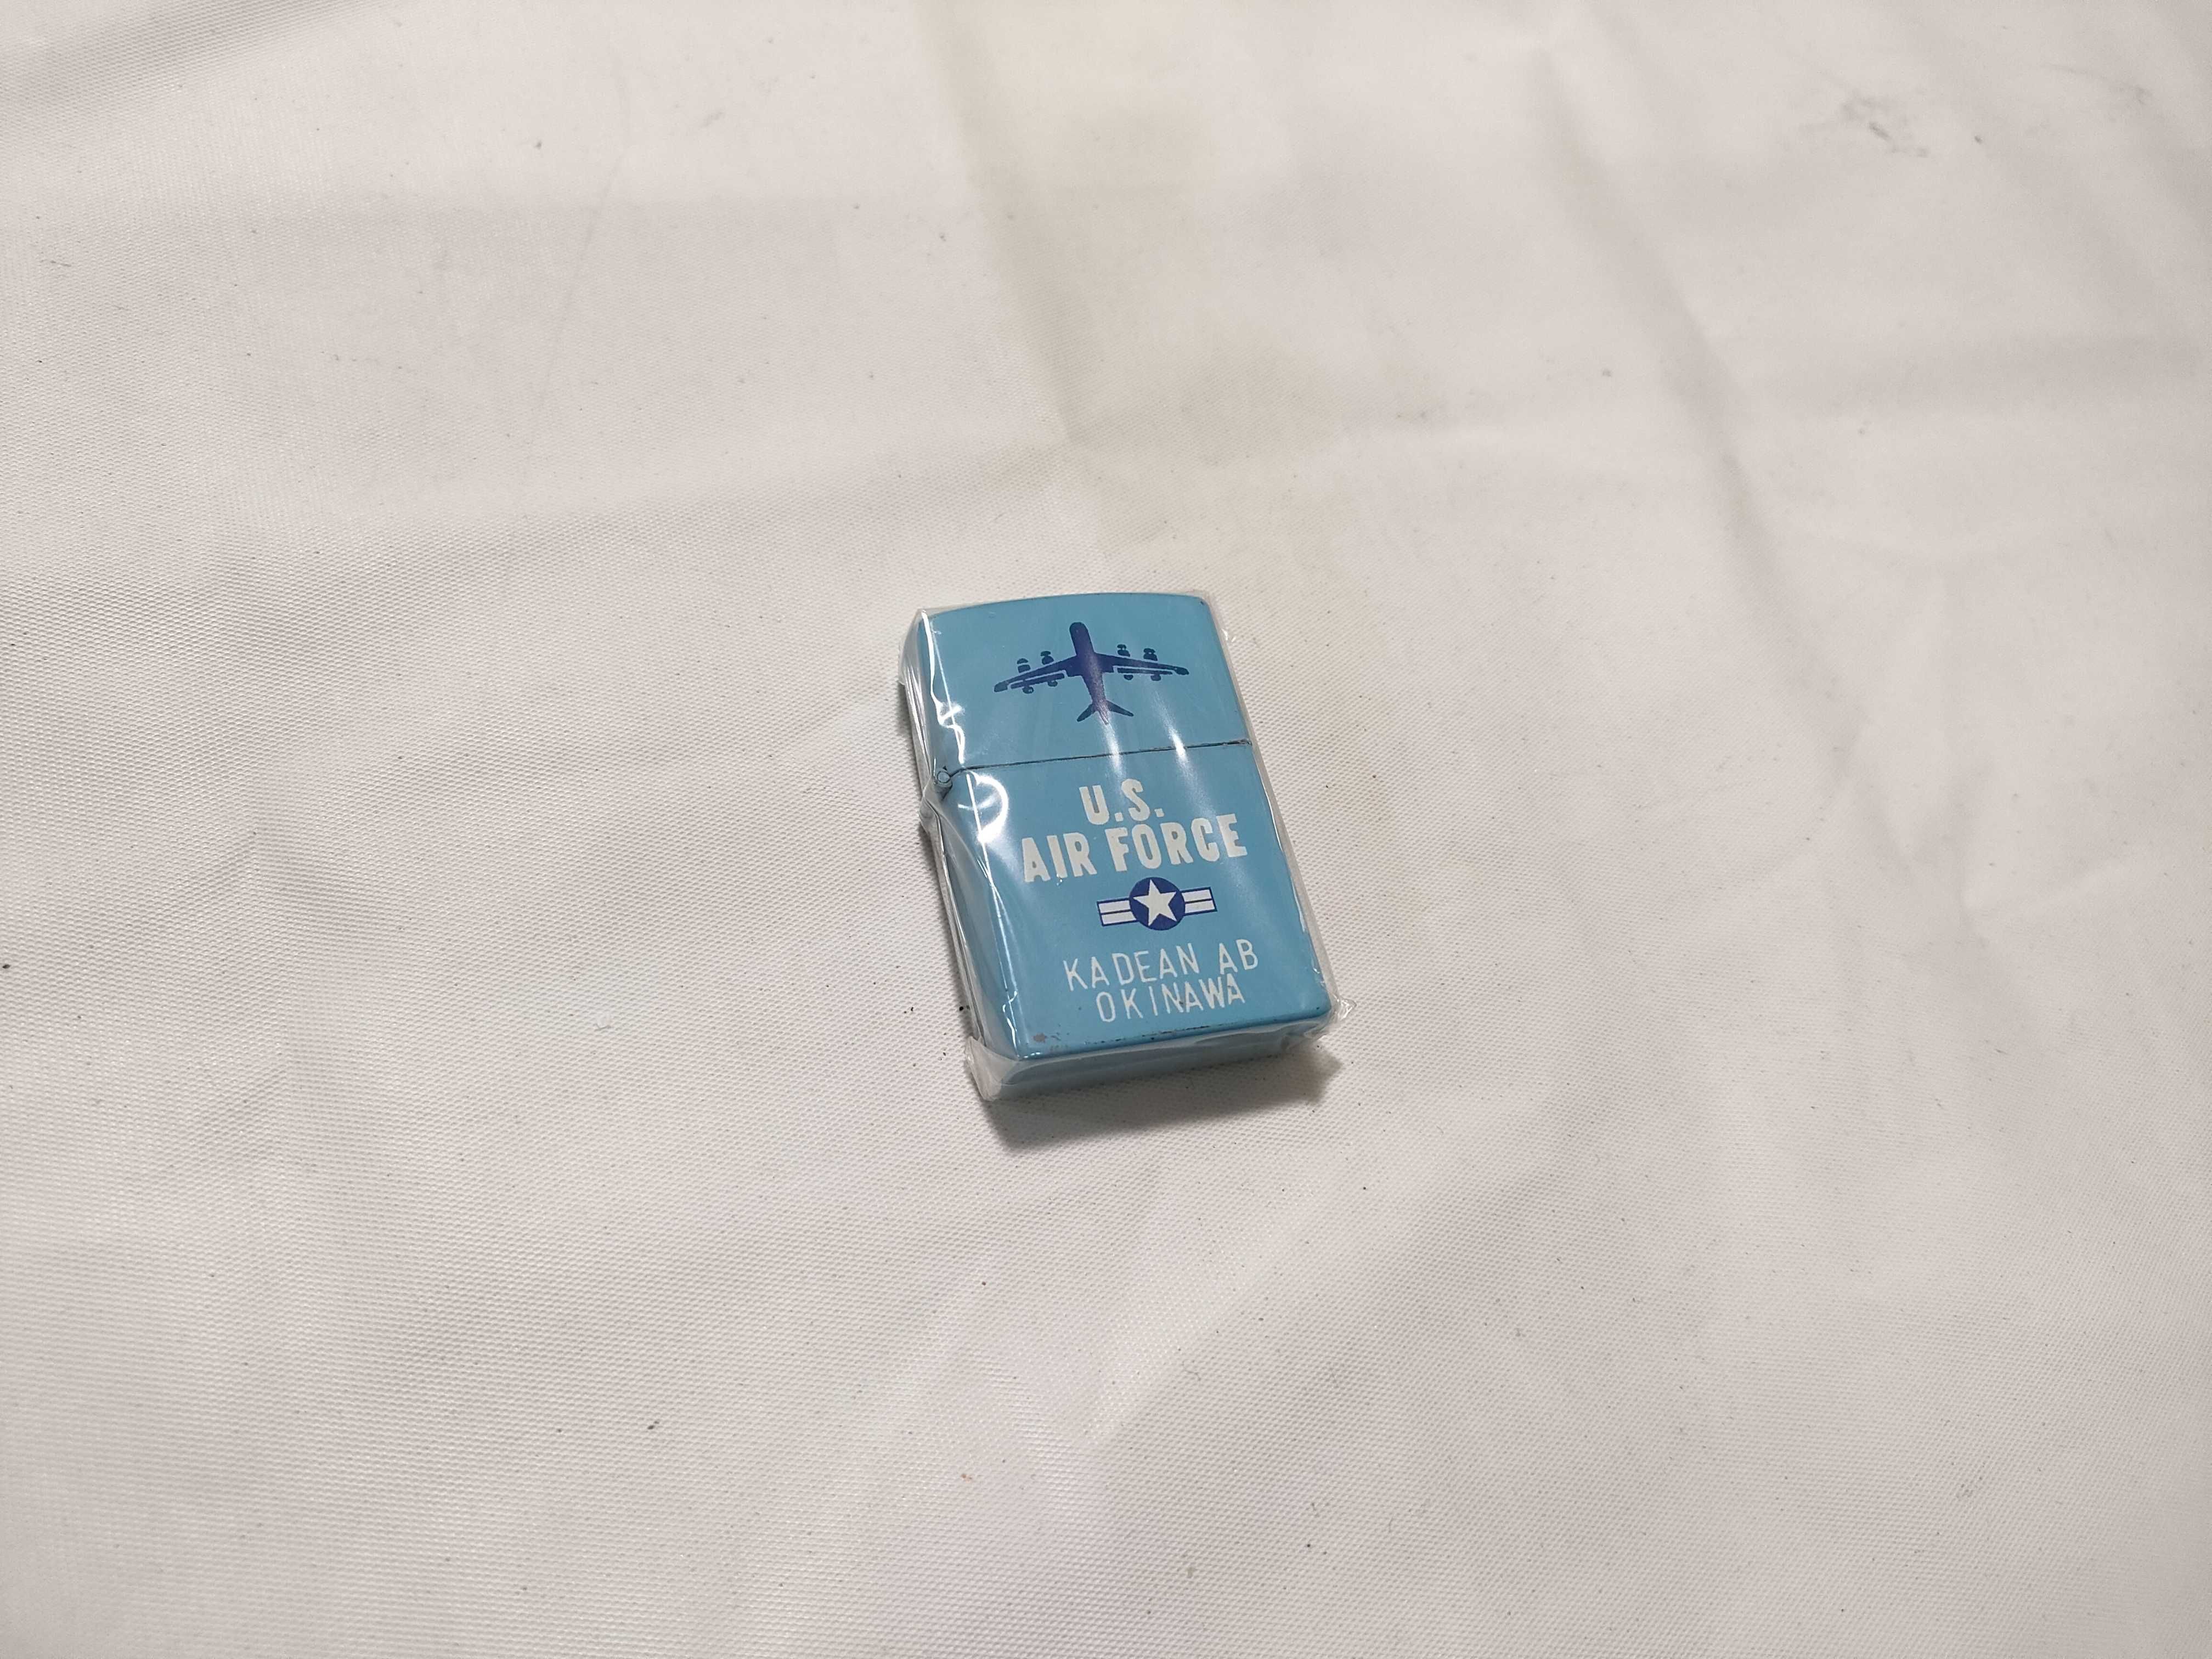 U.S.
AIR FORCE
KADEAN AB
OKINAWA